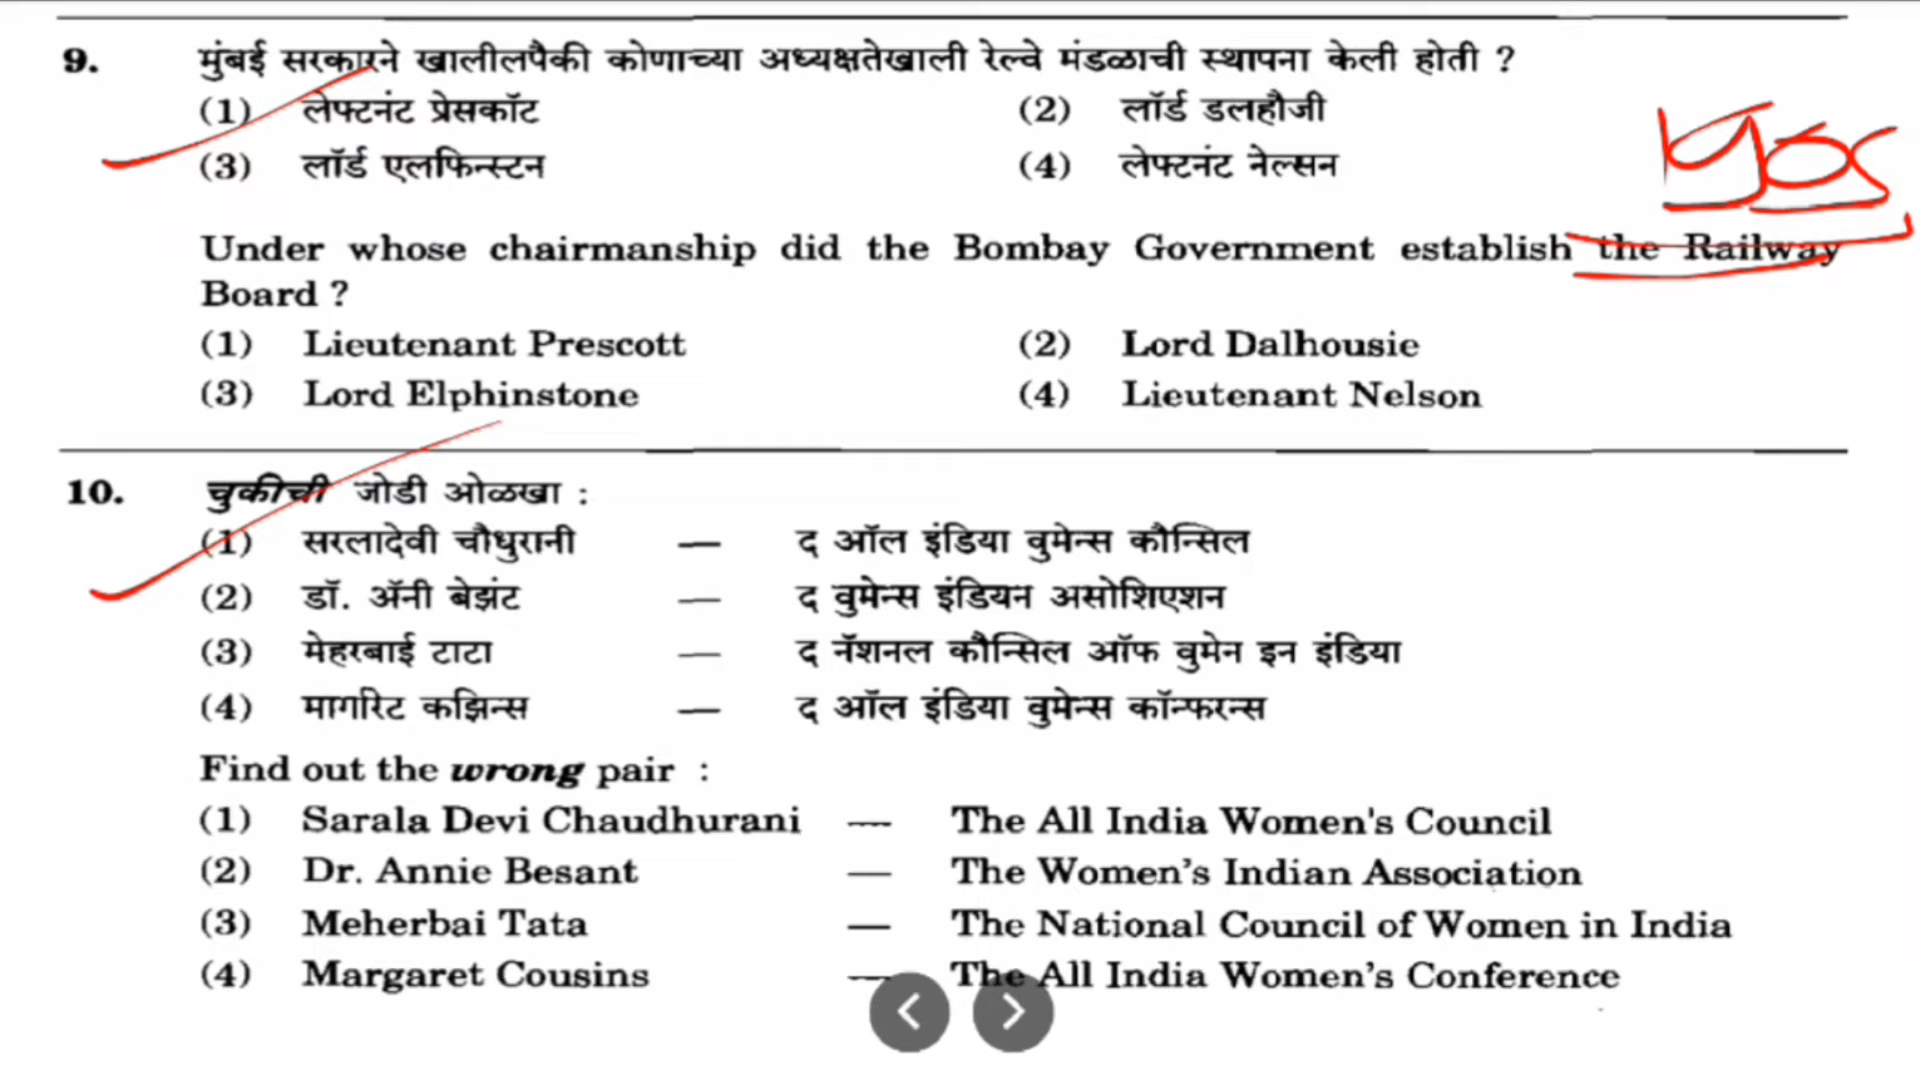 9. मुंबई सरकारने खालीलपैकी कोणाच्या अध्यक्षतेखाली रेल्वे मंडळाची स्थापना केली होती ?
(1) लेफ्टनंट प्रेसकॉट (2) लॉर्ड डलहौजी
(3) लॉर्ड एलफिन्स्टन (4) लेफ्टनंट नेल्सन
Under whose chairmanship did the Bombay Government establish the Railway
Board ?
(1) Lieutenant Prescott (2) Lord Dalhousie
(3) Lord Elphinstone (4) Lieutenant Nelson
10. चुकीची जोडी ओळखा :
(1) सरलादेवी चौधुरानी — द ऑल इंडिया वुमेन्स कौन्सिल
(2) डॉ. ॲनी बेझंट — द वुमेन्स इंडियन असोशिएशन
(3) मेहरबाई टाटा — द नॅशनल कौन्सिल ऑफ वुमेन इन इंडिया
(4) मार्गारेट कझिन्स — द ऑल इंडिया वुमेन्स कॉन्फरन्स
Find out the wrong pair :
(1) Sarala Devi Chaudhurani — The All India Women's Council
(2) Dr. Annie Besant — The Women's Indian Association
(3) Meherbai Tata — The National Council of Women in India
(4) Margaret Cousins — The All India Women's Conference